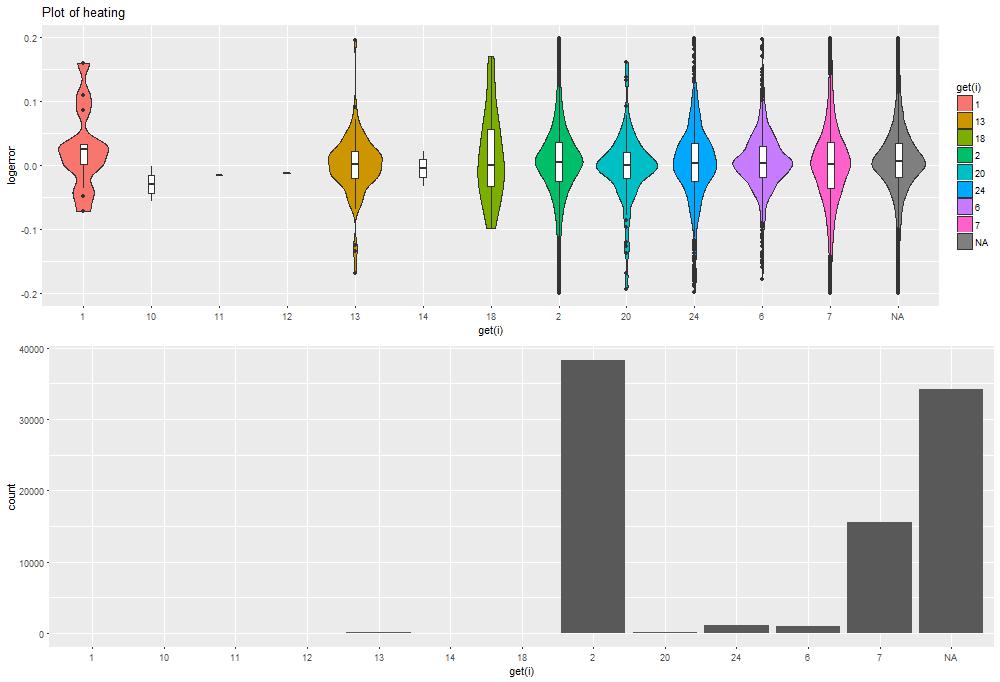 Plot of heating
logerror
0.2
0.1
0.0
-0.1
-0.2
1 10 11 12 13 14 18 2 20 24 6 7 NA
get(i)
get(i)
1
13
18
2
20
24
6
7
NA
count
40000
30000
20000
10000
0
1 10 11 12 13 14 18 2 20 24 6 7 NA
get(i)